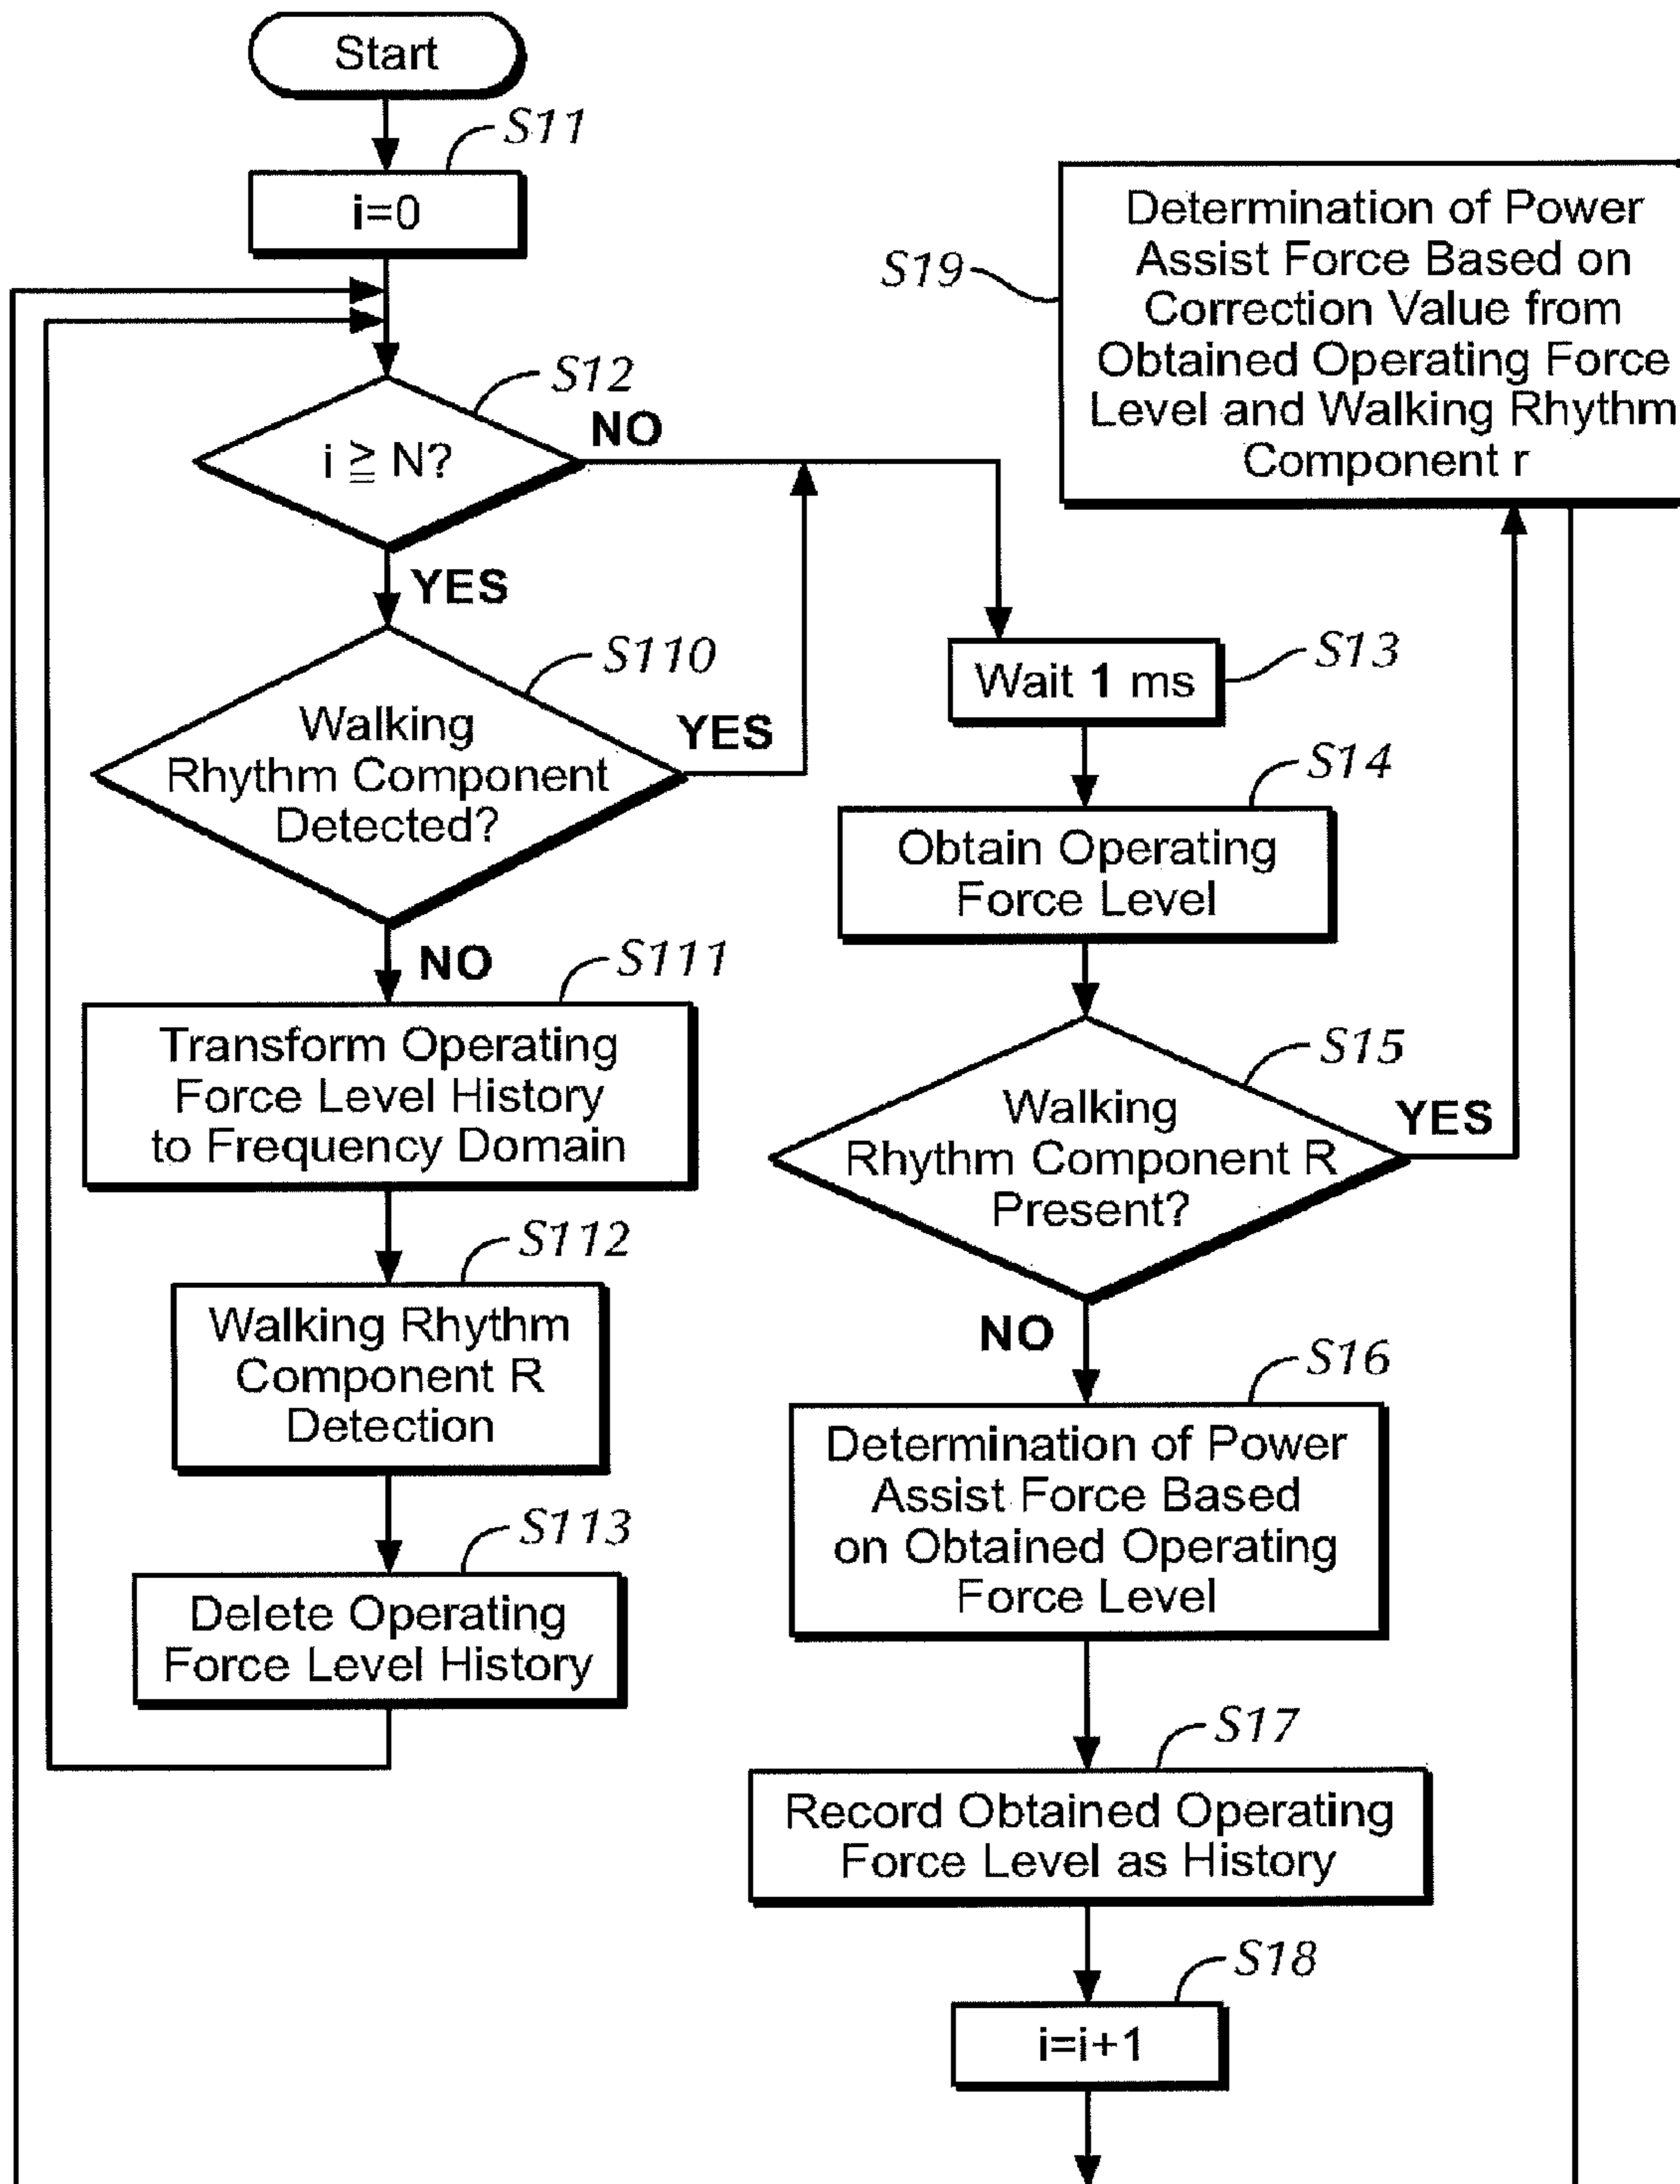 Start
S11
i=0
S12
i ≧ N?
NO
YES
S110
Walking
Rhythm Component
Detected?
YES
NO
S111
Transform Operating
Force Level History
to Frequency Domain
S112
Walking Rhythm
Component R
Detection
S113
Delete Operating
Force Level History
S19
Determination of Power
Assist Force Based on
Correction Value from
Obtained Operating Force
Level and Walking Rhythm
Component r
S13
Wait 1 ms
S14
Obtain Operating
Force Level
S15
Walking
Rhythm Component R
Present?
YES
NO
S16
Determination of Power
Assist Force Based
on Obtained Operating
Force Level
S17
Record Obtained Operating
Force Level as History
S18
i=i+1